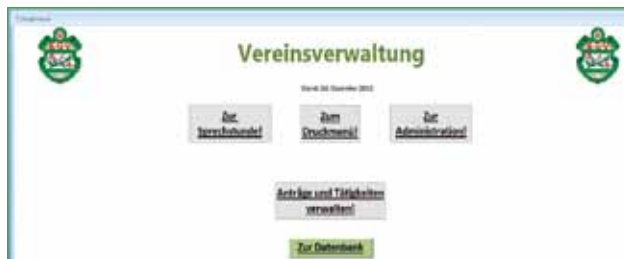 Vereinsverwaltung
Zur
Sprechstunde!
Zum
Druckmenü!
Zur
Administration!
Anträge und Tätigkeiten
verwalten!
Zur Datenbank